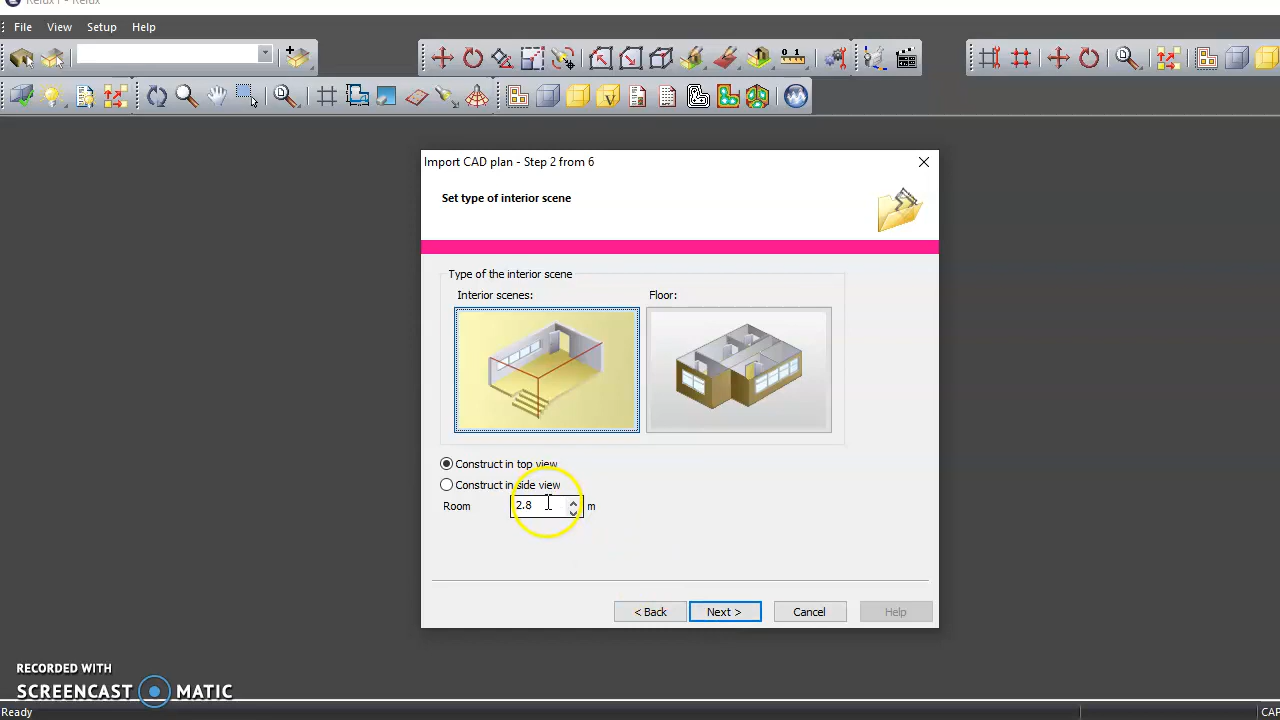 File View Setup Help
Import CAD plan - Step 2 from 6
Set type of interior scene
Type of the interior scene
Interior scenes: Floor:
Construct in top view
Construct in side view
Room 2.8 m
< Back Next > Cancel Help
RECORDED WITH
SCREENCAST MATIC
Ready CAP